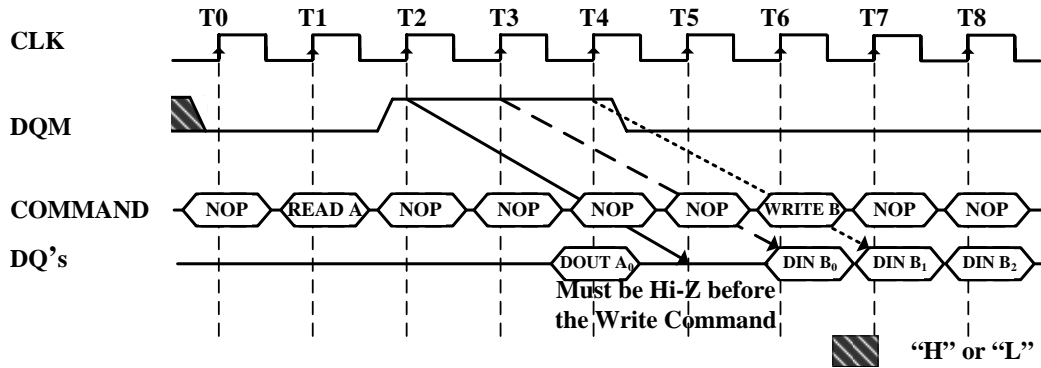 T0 T1 T2 T3 T4 T5 T6 T7 T8
CLK
DQM
COMMAND NOP READ A NOP NOP NOP NOP WRITE B NOP NOP
DQ's DOUT A₀ DIN B₀ DIN B₁ DIN B₂
Must be Hi-Z before
the Write Command
“H” or “L”